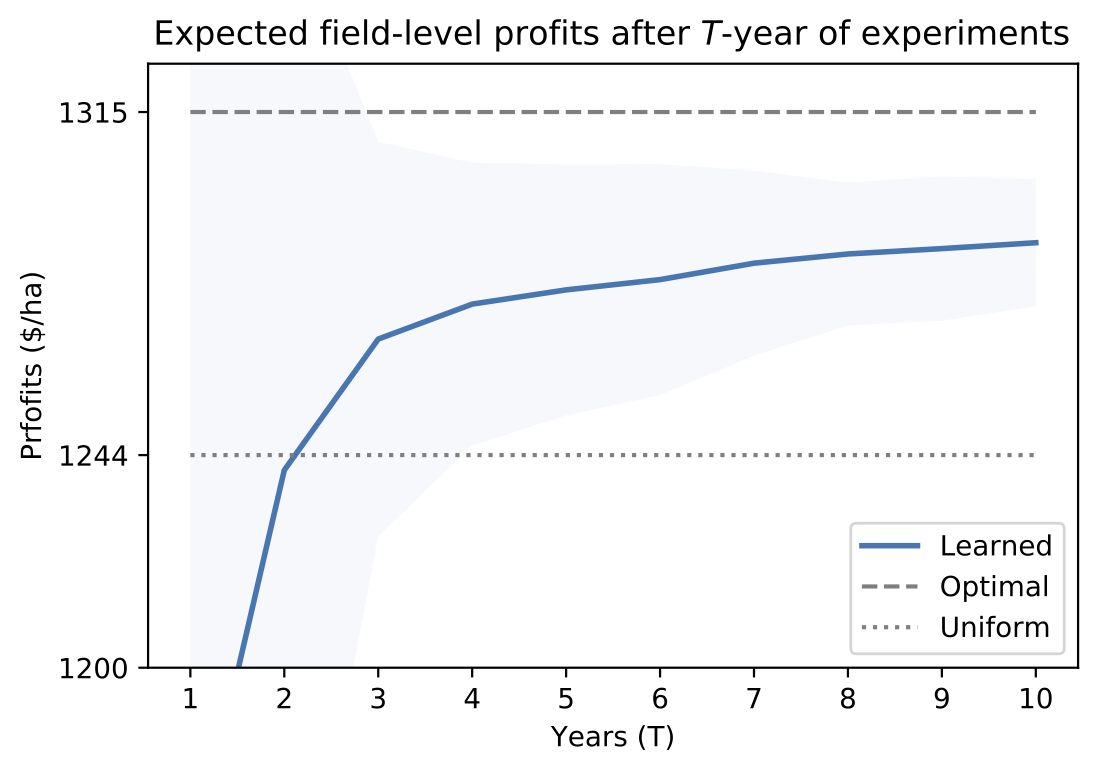 Expected field-level profits after T-year of experiments
1315
1244
1200
Prfofits ($/ha)
1 2 3 4 5 6 7 8 9 10
Years (T)
Learned
Optimal
Uniform